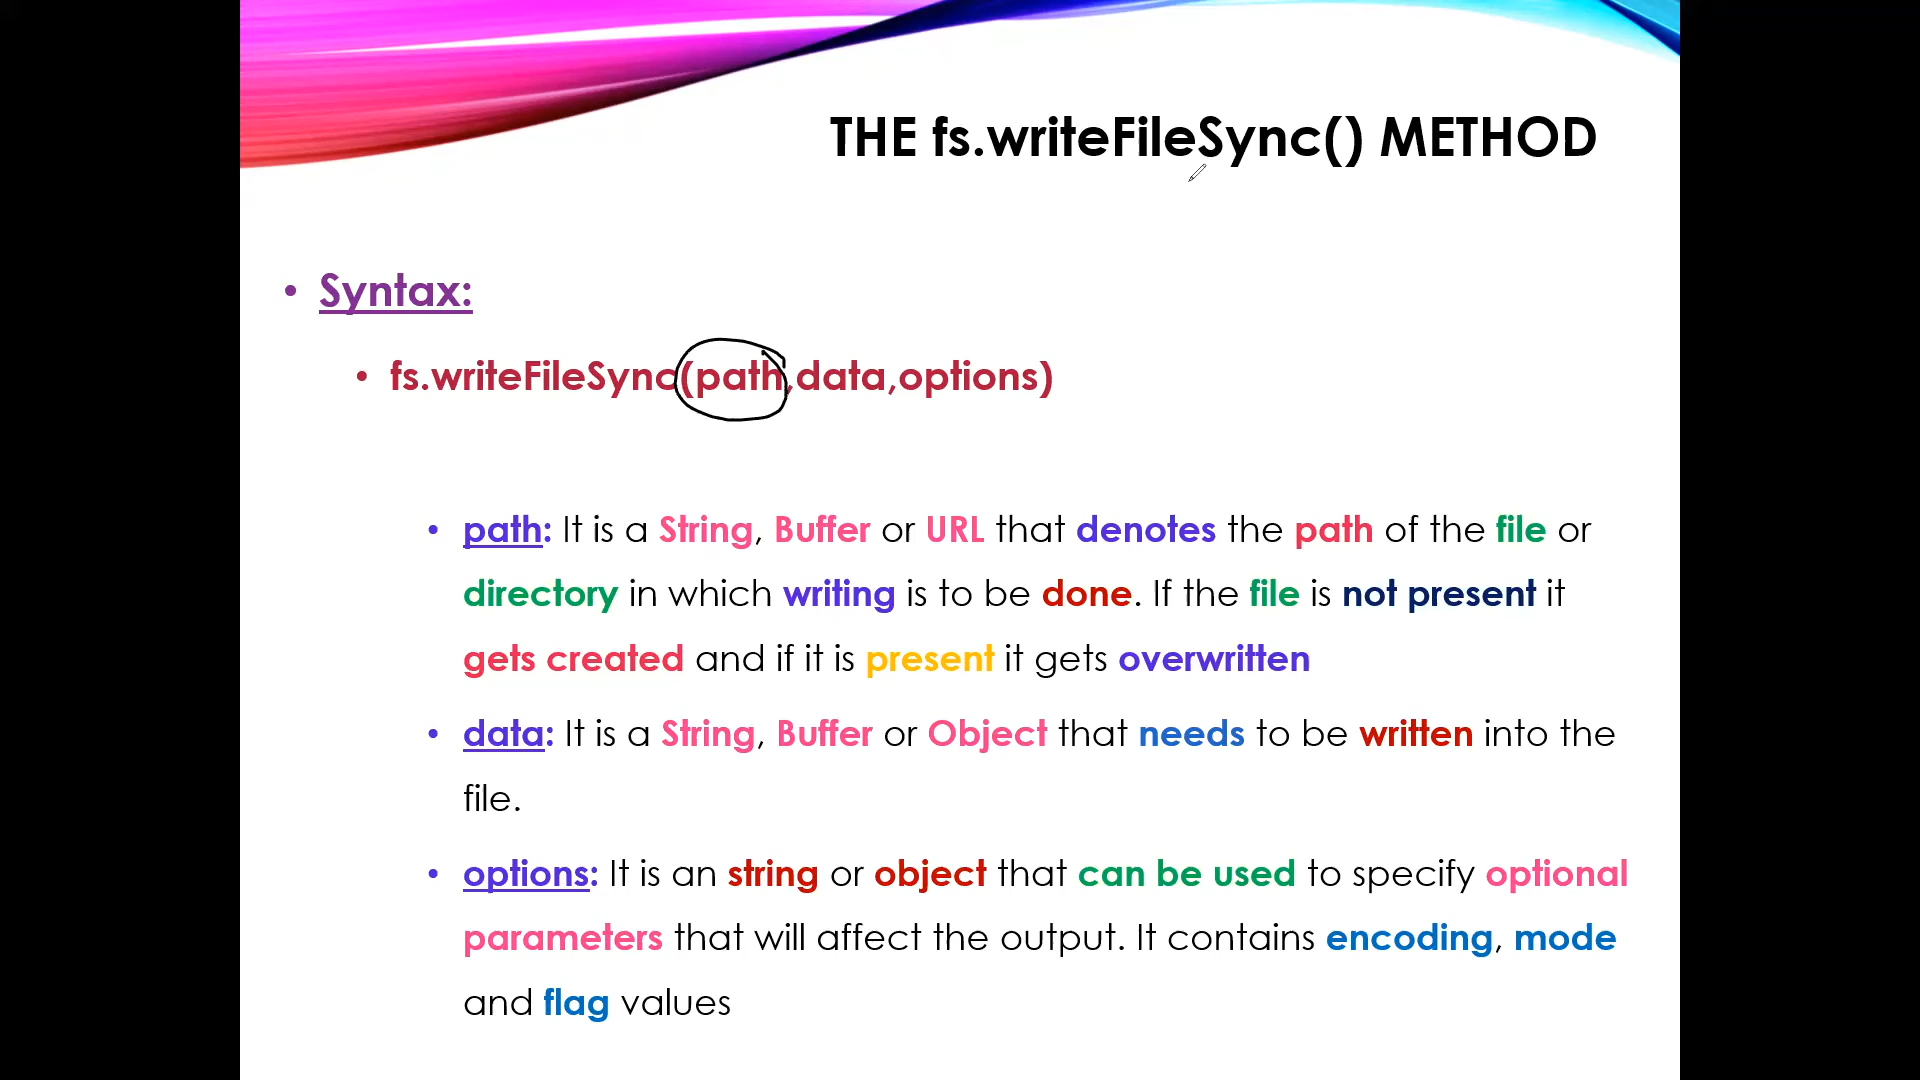 THE fs.writeFileSync() METHOD
• Syntax:
• fs.writeFileSync(path,data,options)
• path: It is a String, Buffer or URL that denotes the path of the file or
directory in which writing is to be done. If the file is not present it
gets created and if it is present it gets overwritten
• data: It is a String, Buffer or Object that needs to be written into the
file.
• options: It is an string or object that can be used to specify optional
parameters that will affect the output. It contains encoding, mode
and flag values